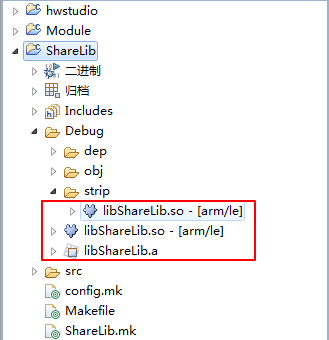 hwstudio
Module
ShareLib
二进制
归档
Includes
Debug
dep
obj
strip
libShareLib.so - [arm/le]
libShareLib.so - [arm/le]
libShareLib.a
src
config.mk
Makefile
ShareLib.mk